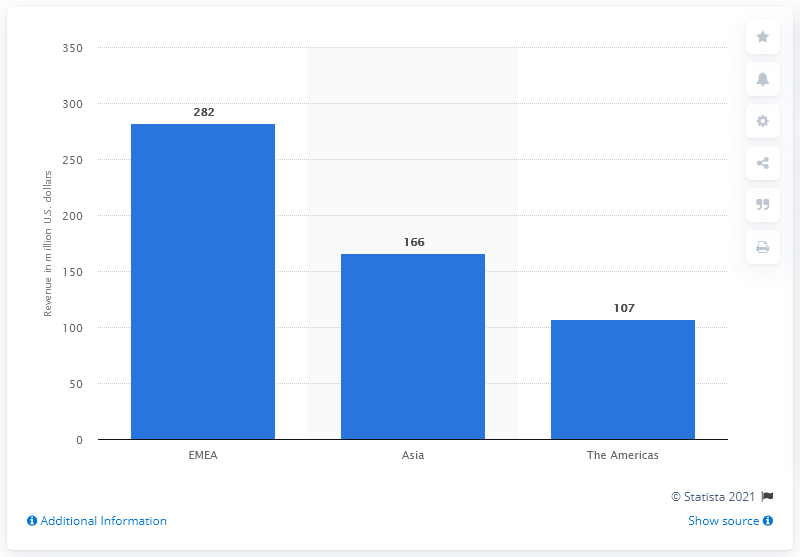 350
300
250
200
150
100
50
0
Revenue in million U.S. dollars
282
166
107
EMEA
Asia
The Americas
© Statista 2021
Additional Information
Show source